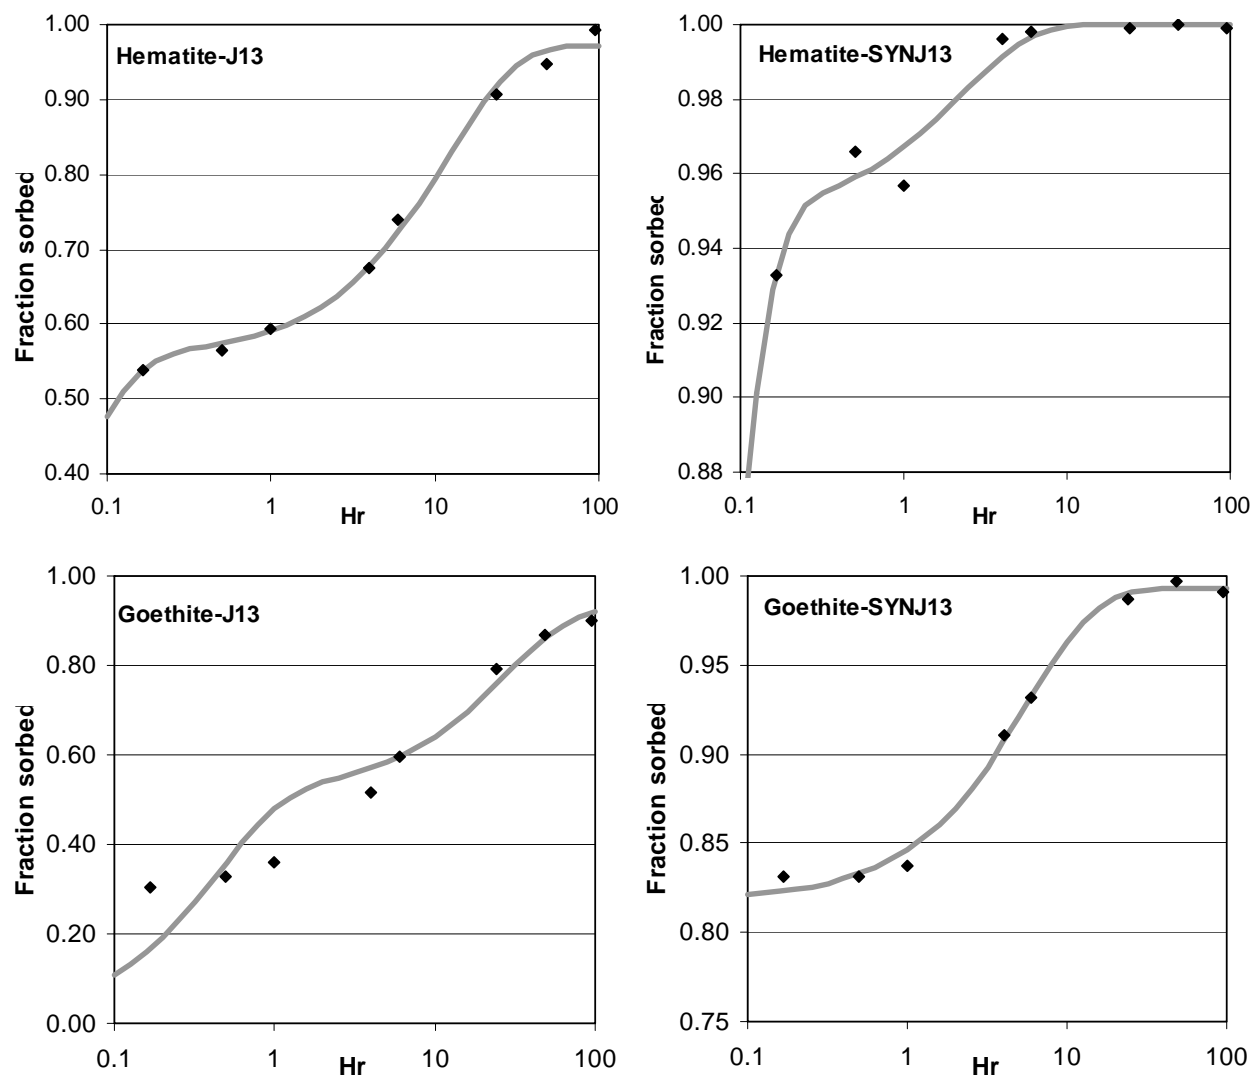 Hematite-J13
1.00
0.90
0.80
0.70
0.60
0.50
0.40
Fraction sorbed
0.1 1 10 100
Hr
Hematite-SYNJ13
1.00
0.98
0.96
0.94
0.92
0.90
0.88
Fraction sorbed
0.1 1 10 100
Hr
Goethite-J13
1.00
0.80
0.60
0.40
0.20
0.00
Fraction sorbed
0.1 1 10 100
Hr
Goethite-SYNJ13
1.00
0.95
0.90
0.85
0.80
0.75
Fraction sorbed
0.1 1 10 100
Hr